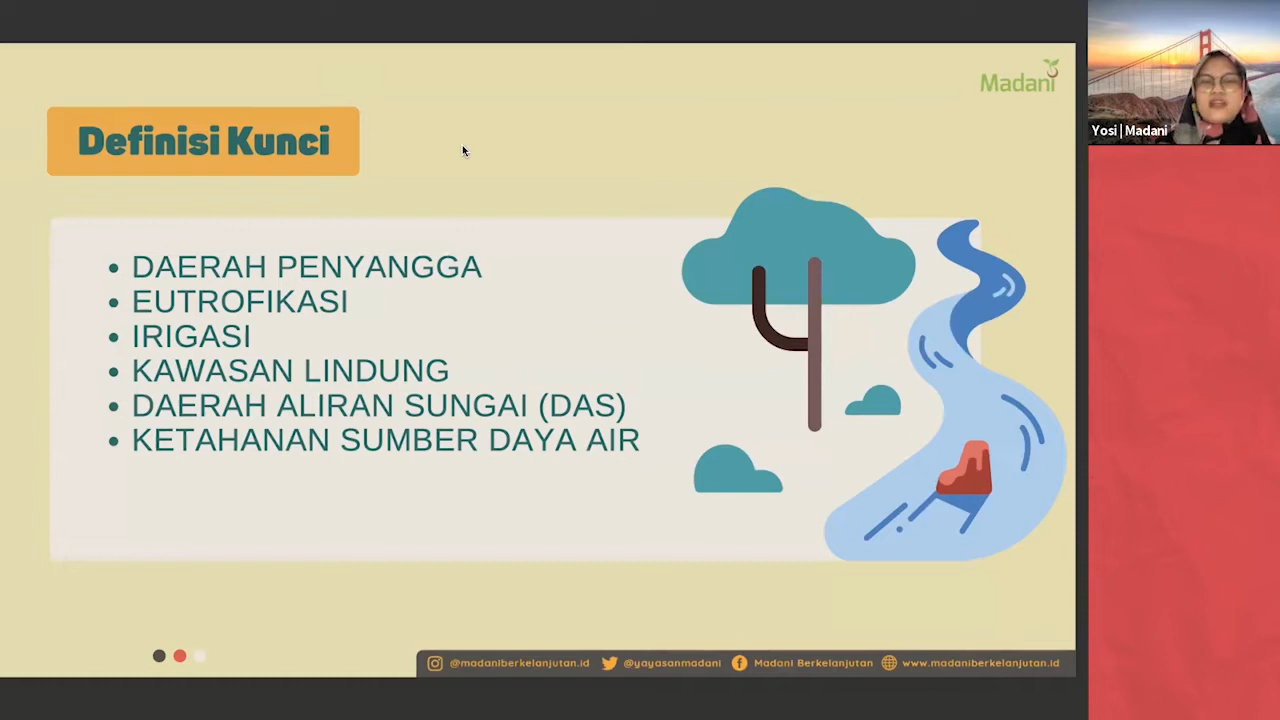 Madani
Definisi Kunci
Yosi | Madani
• DAERAH PENYANGGA
• EUTROFIKASI
• IRIGASI
• KAWASAN LINDUNG
• DAERAH ALIRAN SUNGAI (DAS)
• KETAHANAN SUMBER DAYA AIR
@madaniberkelanjutan.id @yayasanmadani Madani Berkelanjutan www.madaniberkelanjutan.id